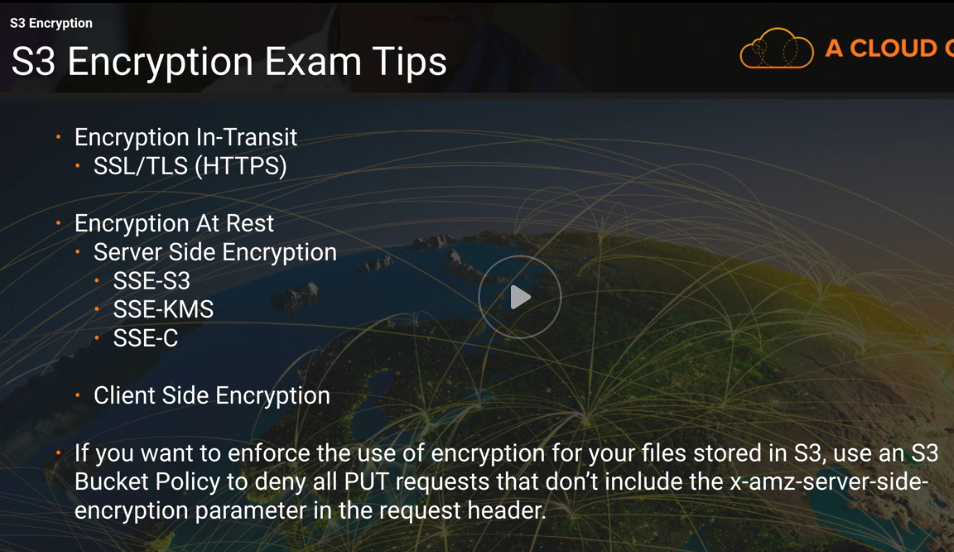 S3 Encryption
S3 Encryption Exam Tips
A CLOUD G
• Encryption In-Transit
• SSL/TLS (HTTPS)
• Encryption At Rest
• Server Side Encryption
• SSE-S3
• SSE-KMS
• SSE-C
• Client Side Encryption
• If you want to enforce the use of encryption for your files stored in S3, use an S3
Bucket Policy to deny all PUT requests that don't include the x-amz-server-side-
encryption parameter in the request header.